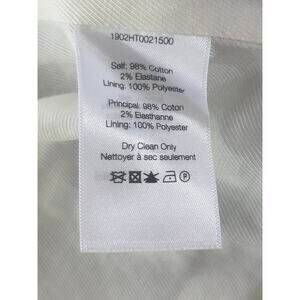 1902HT0021500
Self: 98% Cotton
2% Elastane
Lining: 100% Polyester
Principal: 98% Coton
2% Elasthanne
Lining: 100% Polyester
Dry Clean Only
Nettoyer à sec seulement
P